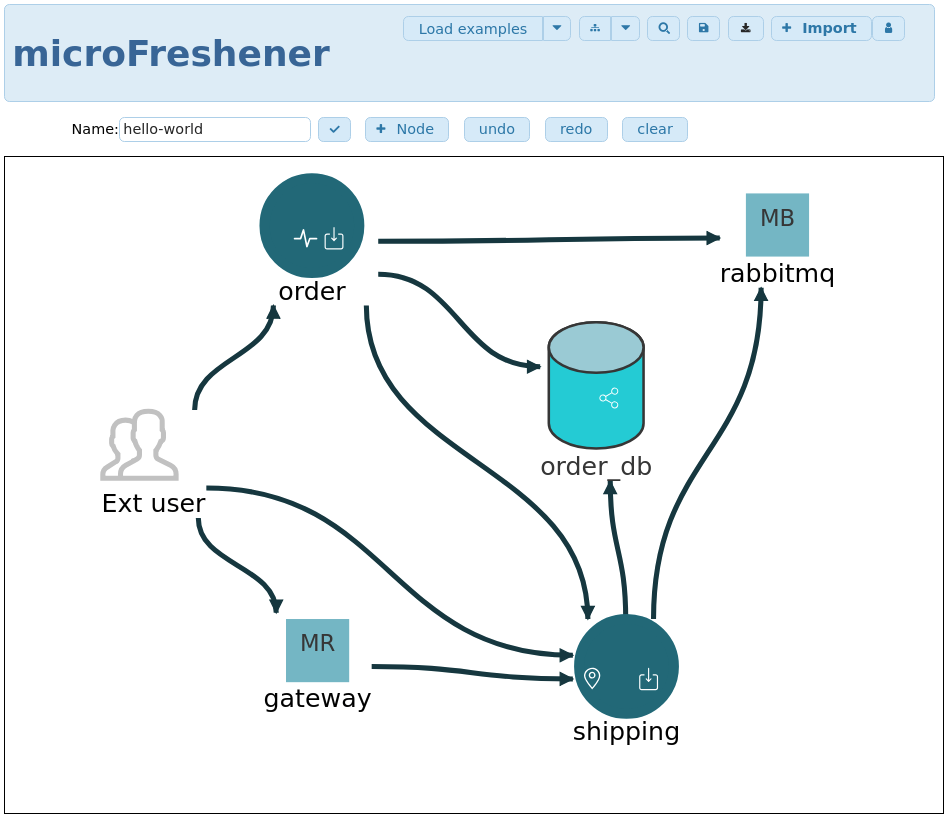 Load examples
Import
microFreshener
Name:
hello-world
Node
undo
redo
clear
MB
order
rabbitmq
order_db
Ext user
MR
gateway
shipping